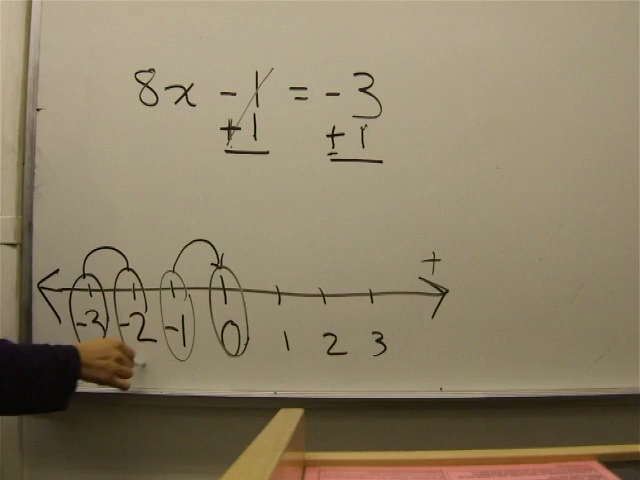 8x - 1 = - 3
+1 +1
+
-3 -2 -1 0 1 2 3